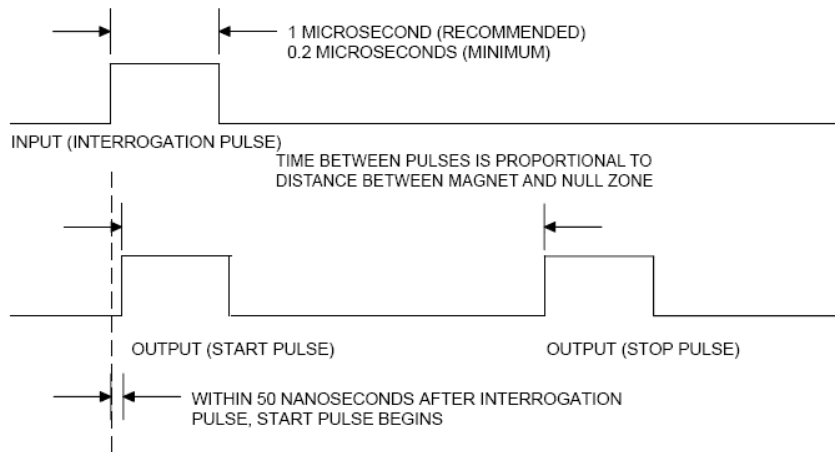 1 MICROSECOND (RECOMMENDED)
0.2 MICROSECONDS (MINIMUM)
INPUT (INTERROGATION PULSE)
TIME BETWEEN PULSES IS PROPORTIONAL TO
DISTANCE BETWEEN MAGNET AND NULL ZONE
OUTPUT (START PULSE)
OUTPUT (STOP PULSE)
WITHIN 50 NANOSECONDS AFTER INTERROGATION
PULSE, START PULSE BEGINS